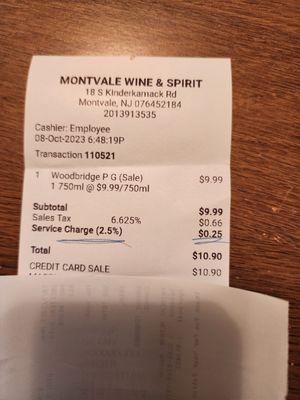 MONTVALE WINE & SPIRIT
18 S Kinderkamack Rd
Montvale, NJ 076452184
2013913535
Cashier: Employee
08-Oct-2023 6:48:19P
Transaction 110521
1 Woodbridge P G (Sale) $9.99
1 750ml @ $9.99/750ml
Subtotal $9.99
Sales Tax 6.625% $0.66
Service Charge (2.5%) $0.25
Total $10.90
CREDIT CARD SALE $10.90